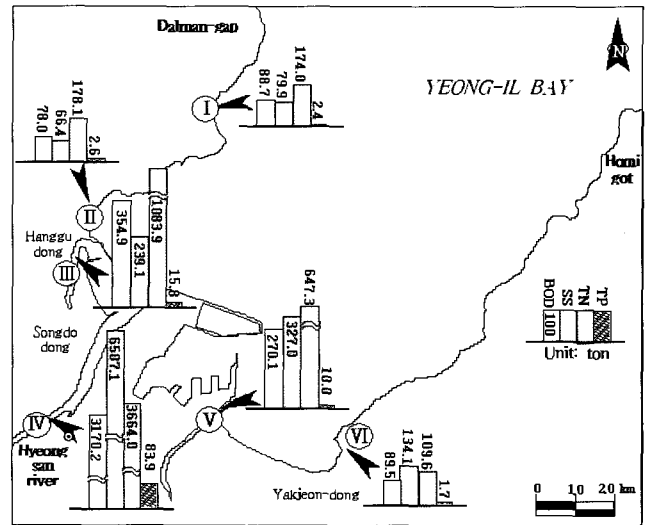 Dalman-gap
N
YEONG-IL BAY
Homi
got
88.7
79.9
174.0
2.4
I
78.0
66.4
178.1
2.6
II
Hanggu
dong
354.9
239.1
1083.9
15.8
III
Songdo
dong
270.1
327.0
647.3
10.0
V
BOD
SS
TN
TP
100
Unit: ton
IV
Hyeong
san
river
3170.2
6587.1
3664.0
83.9
VI
Yakjeon-dong
89.5
134.1
109.6
1.7
0 1.0 2.0 km